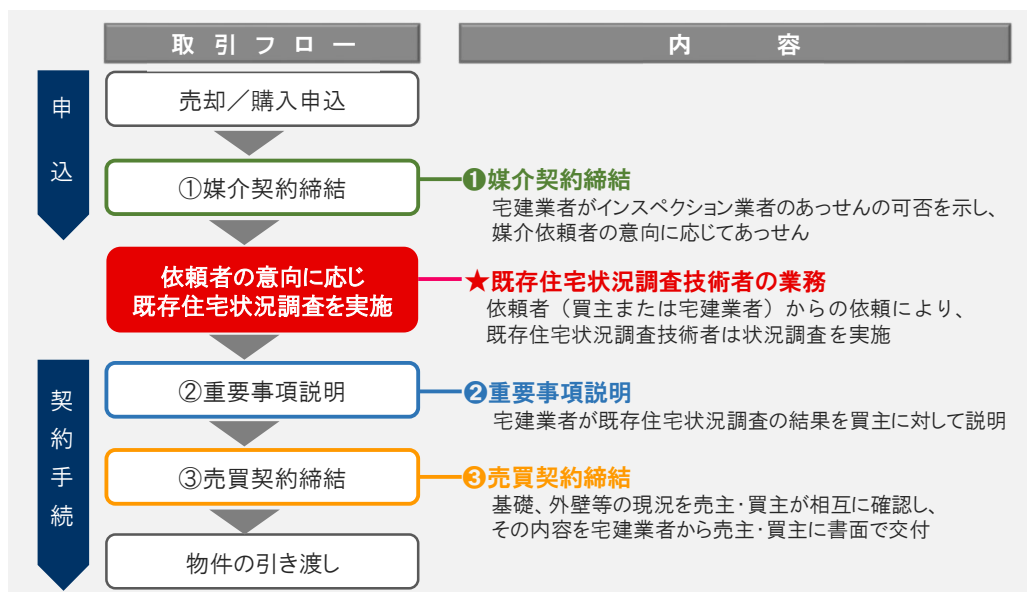 取引フロー
内容
申込
売却／購入申込
①媒介契約締結
❶媒介契約締結
宅建業者がインスペクション業者のあっせんの可否を示し、
媒介依頼者の意向に応じてあっせん
依頼者の意向に応じ
既存住宅状況調査を実施
★既存住宅状況調査技術者の業務
依頼者（買主または宅建業者）からの依頼により、
既存住宅状況調査技術者は状況調査を実施
契約手続
②重要事項説明
❷重要事項説明
宅建業者が既存住宅状況調査の結果を買主に対して説明
③売買契約締結
❸売買契約締結
基礎、外壁等の現況を売主・買主が相互に確認し、
その内容を宅建業者から売主・買主に書面で交付
物件の引き渡し